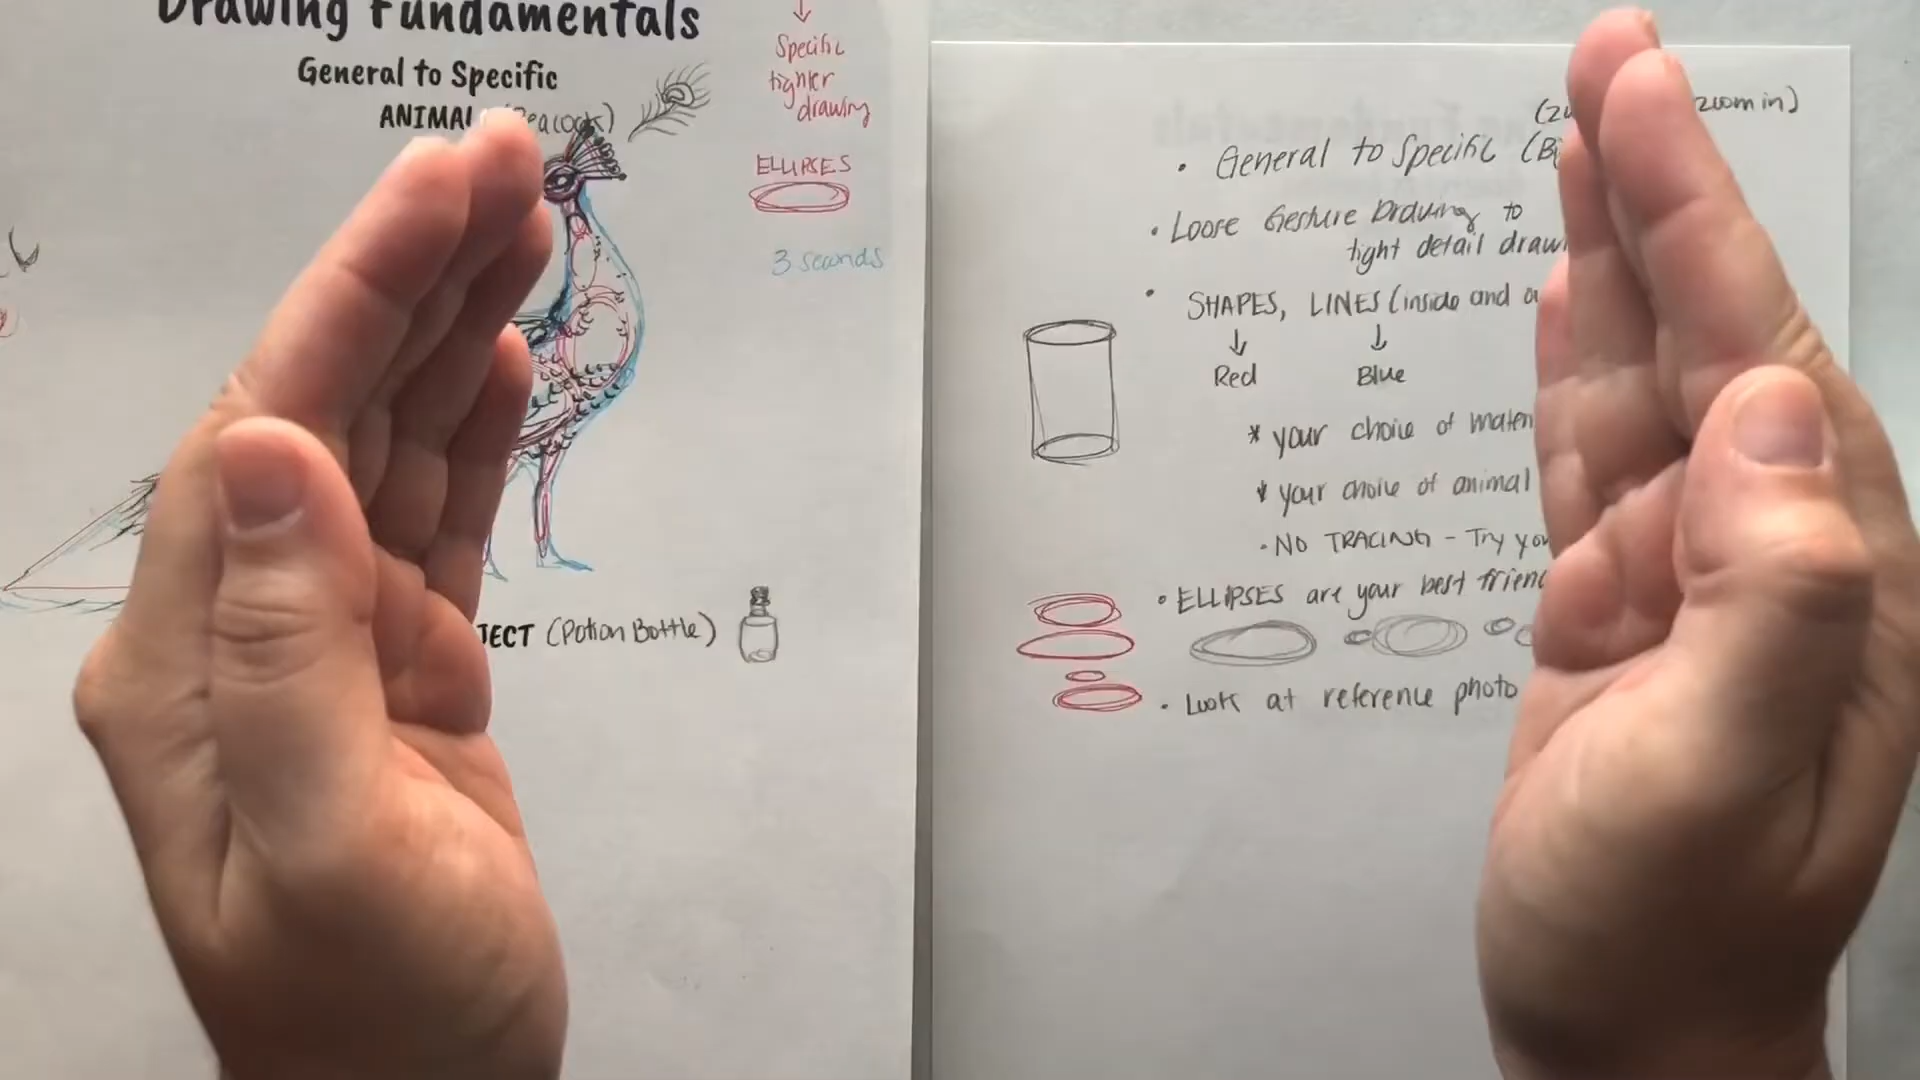 Drawing Fundamentals
General to Specific
ANIMAL
Specific
tighter
drawing
ELLIPSES
3 seconds
(Potion Bottle)
zoom in)
• General to Specific
• Loose Gesture Drawing to
tight detail
• SHAPES, LINES (inside and
Red Blue
* your choice of
* your choice of animal
• NO TRACING - Try
• ELLIPSES are your best
• Look at reference photo